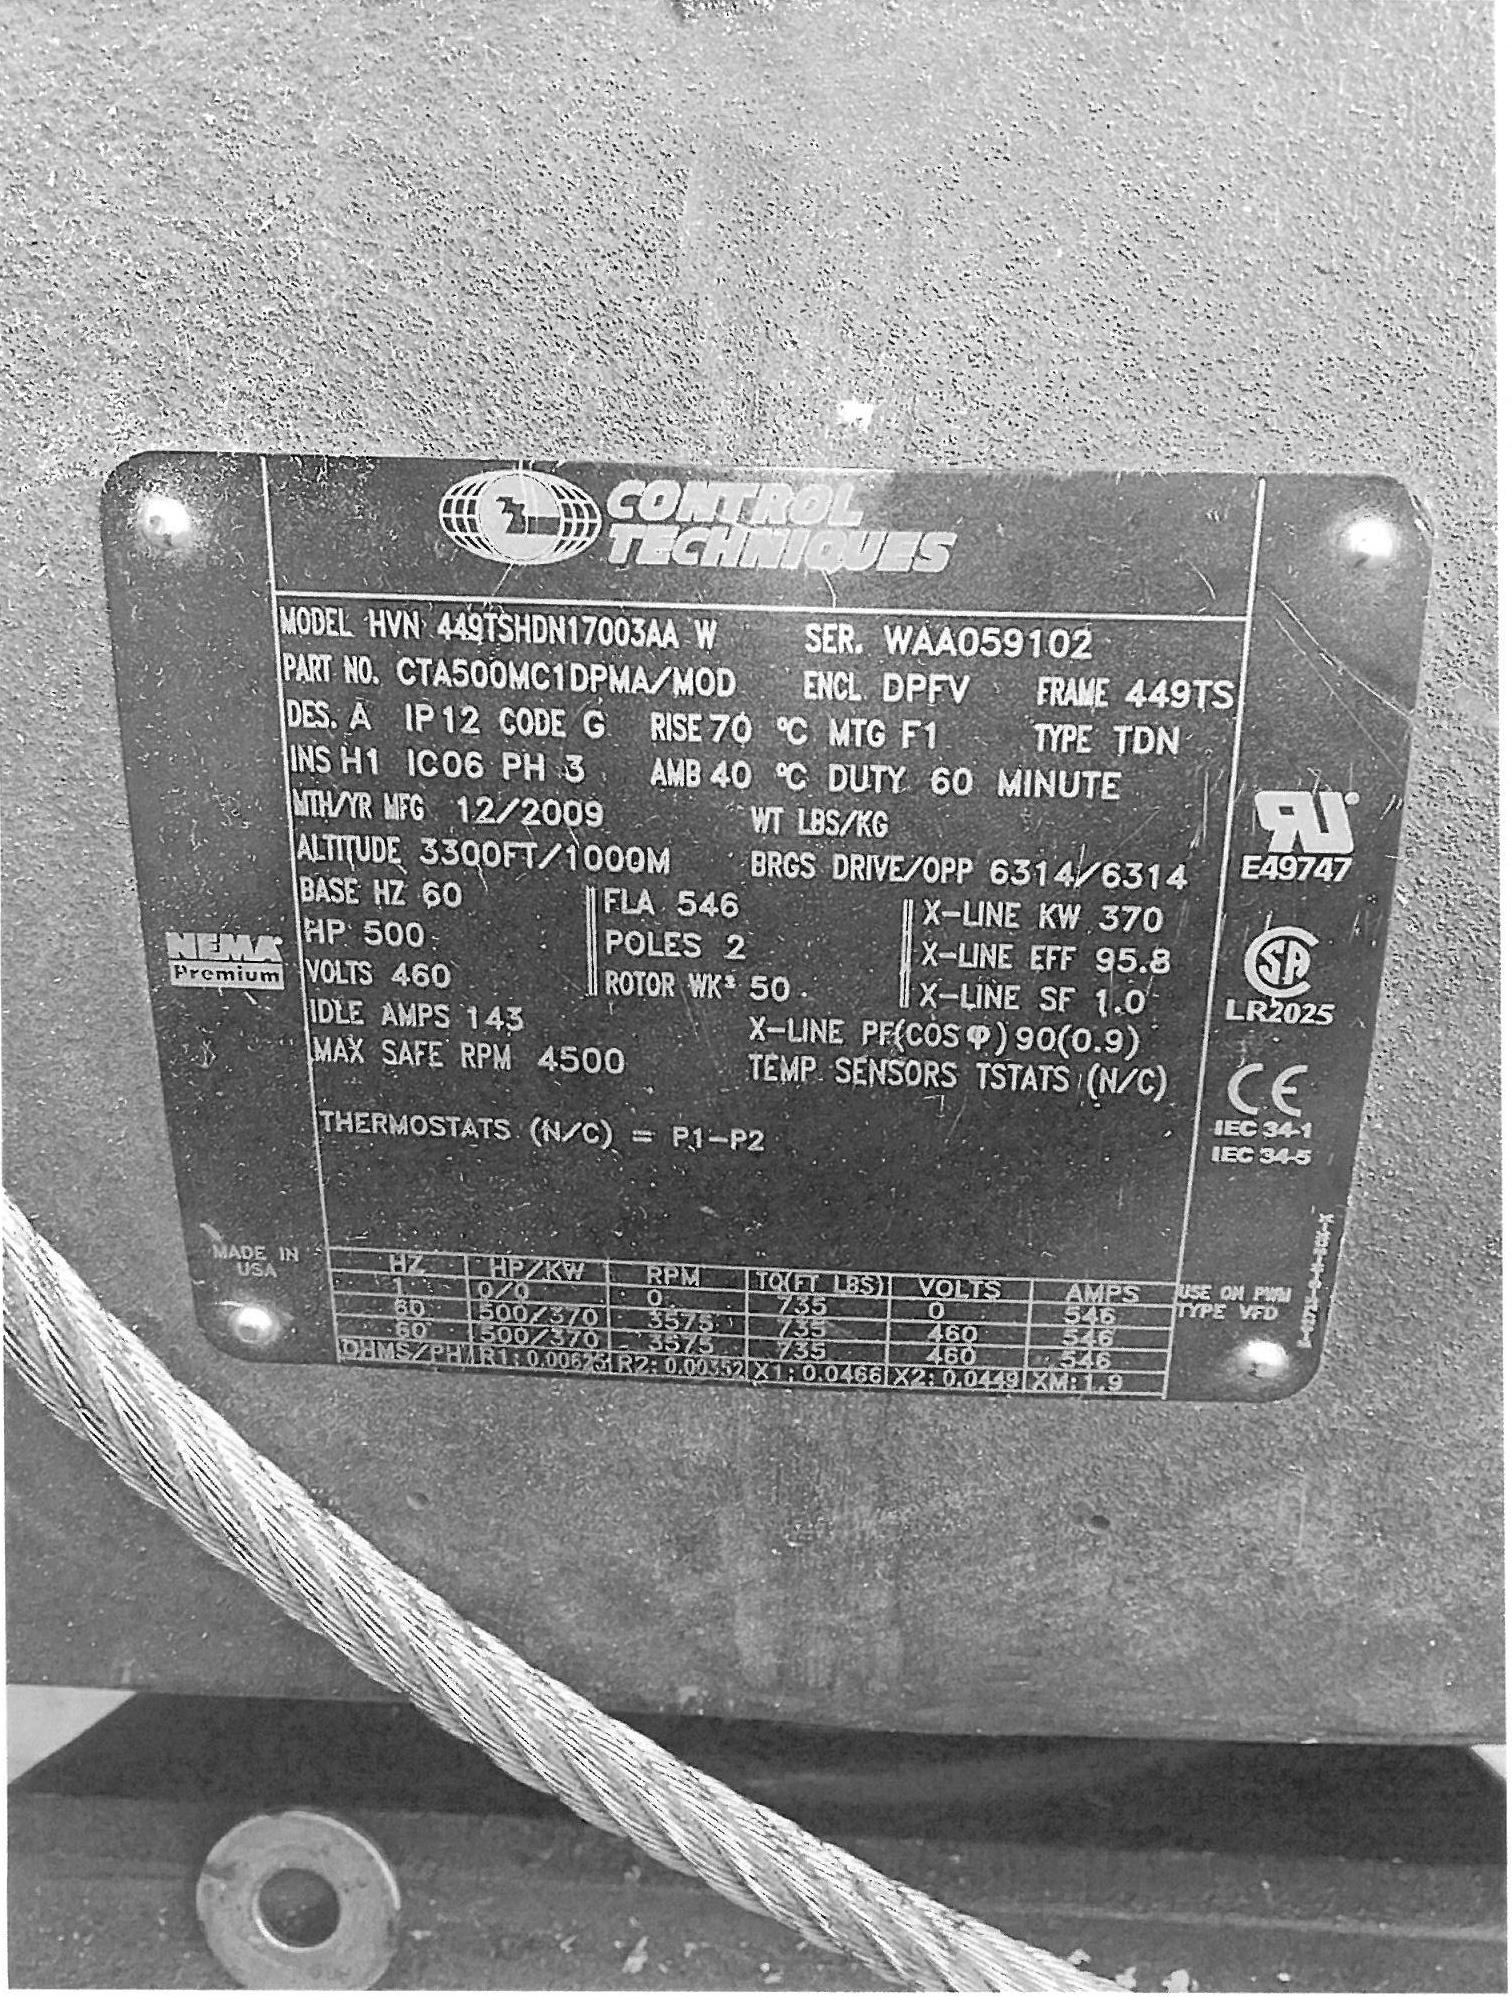 CONTROL
TECHNIQUES
MODEL HVN 449TSHDN17003AA W SER. WAA059102
PART NO. CTA500MC1DPMA/MOD ENCL DPFV FRAME 449TS
DES. A IP12 CODE G RISE 70 °C MTG F1 TYPE TDN
INS H1 IC06 PH 3 AMB 40 °C DUTY 60 MINUTE
MTH/YR MFG 12/2009 WT LBS/KG
ALTITUDE 3300FT/1000M BRGS DRIVE/OPP 6314/6314
BASE HZ 60 FLA 546 X-LINE KW 370
HP 500 POLES 2 X-LINE EFF 95.8
VOLTS 460 ROTOR WK² 50 X-LINE SF 1.0
IDLE AMPS 143 X-LINE PF(COS φ) 90(0.9)
MAX SAFE RPM 4500 TEMP SENSORS TSTATS (N/C)
THERMOSTATS (N/C) = P1-P2
NEMA
Premium
MADE IN
USA
HZ HP/KW RPM TQ(FT LBS) VOLTS AMPS
1 0/0 0 735 0 546
60 500/370 3575 735 460 546
60 500/370 3575 735 460 546
OHMS/PH R1: R2: 0.00352 X1: 0.0466 X2: 0.0449 XM: 1.9
E49747
SA
LR2025
CE
IEC 34-1
IEC 34-5
USE ON PWM
TYPE VFD